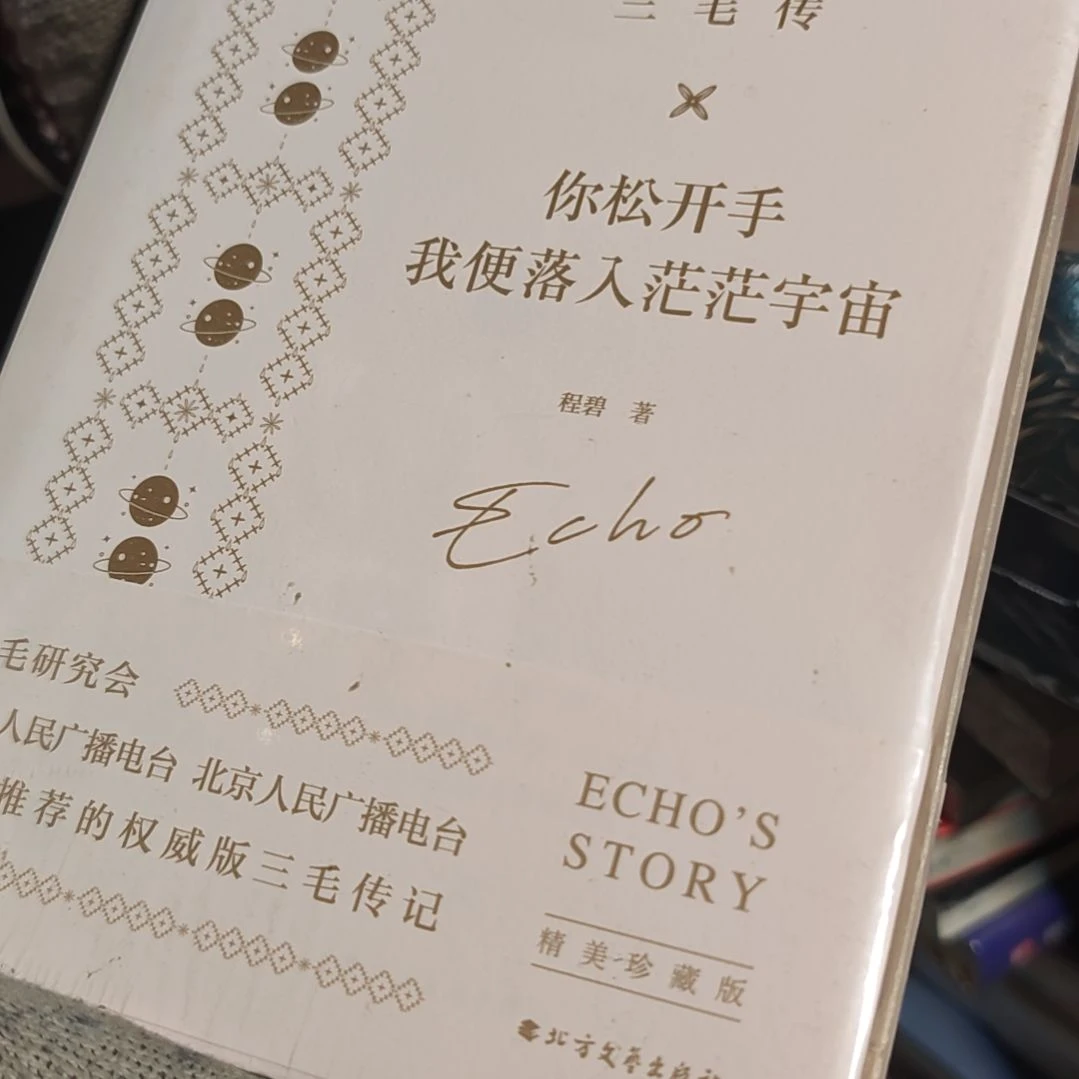 三毛传
你松开手
我便落入茫茫宇宙
程碧 著
Echo
毛研究会
人民广播电台 北京人民广播电台
推荐的权威版三毛传记
ECHO'S
STORY
精美珍藏版
北方文艺出版社